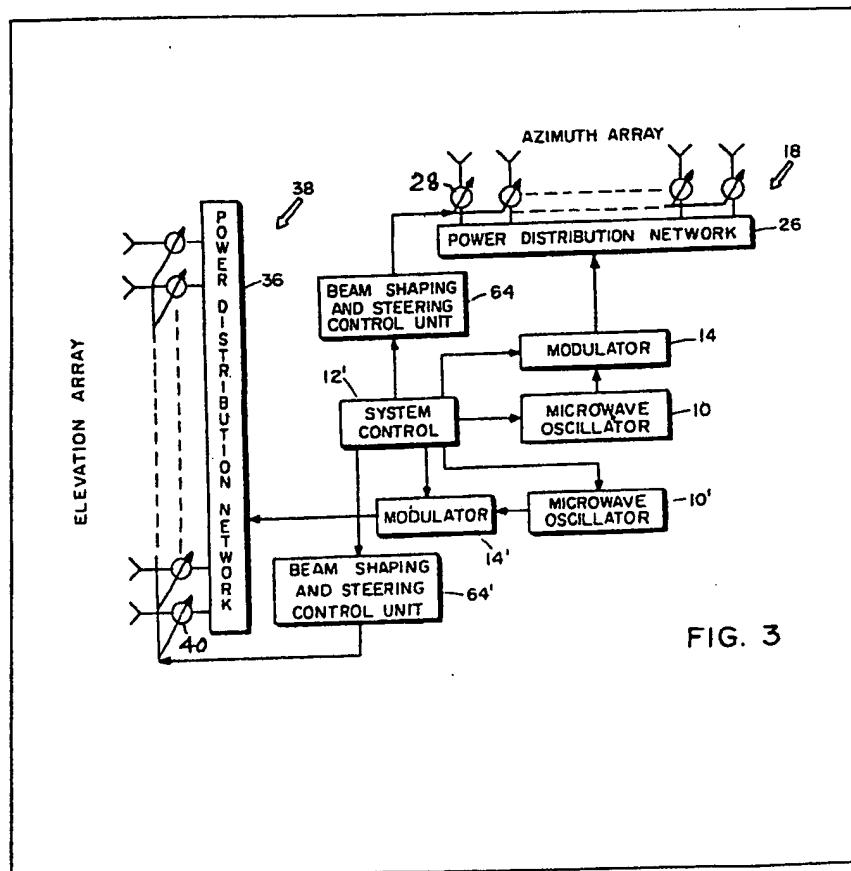 AZIMUTH ARRAY
18
28
POWER DISTRIBUTION NETWORK
26
38
POWER DISTRIBUTION NETWORK
36
ELEVATION ARRAY
BEAM SHAPING
AND STEERING
CONTROL UNIT
64
MODULATOR
14
12'
SYSTEM
CONTROL
MICROWAVE
OSCILLATOR
10
MODULATOR
14'
MICROWAVE
OSCILLATOR
10'
BEAM SHAPING
AND STEERING
CONTROL UNIT
64'
40
FIG. 3